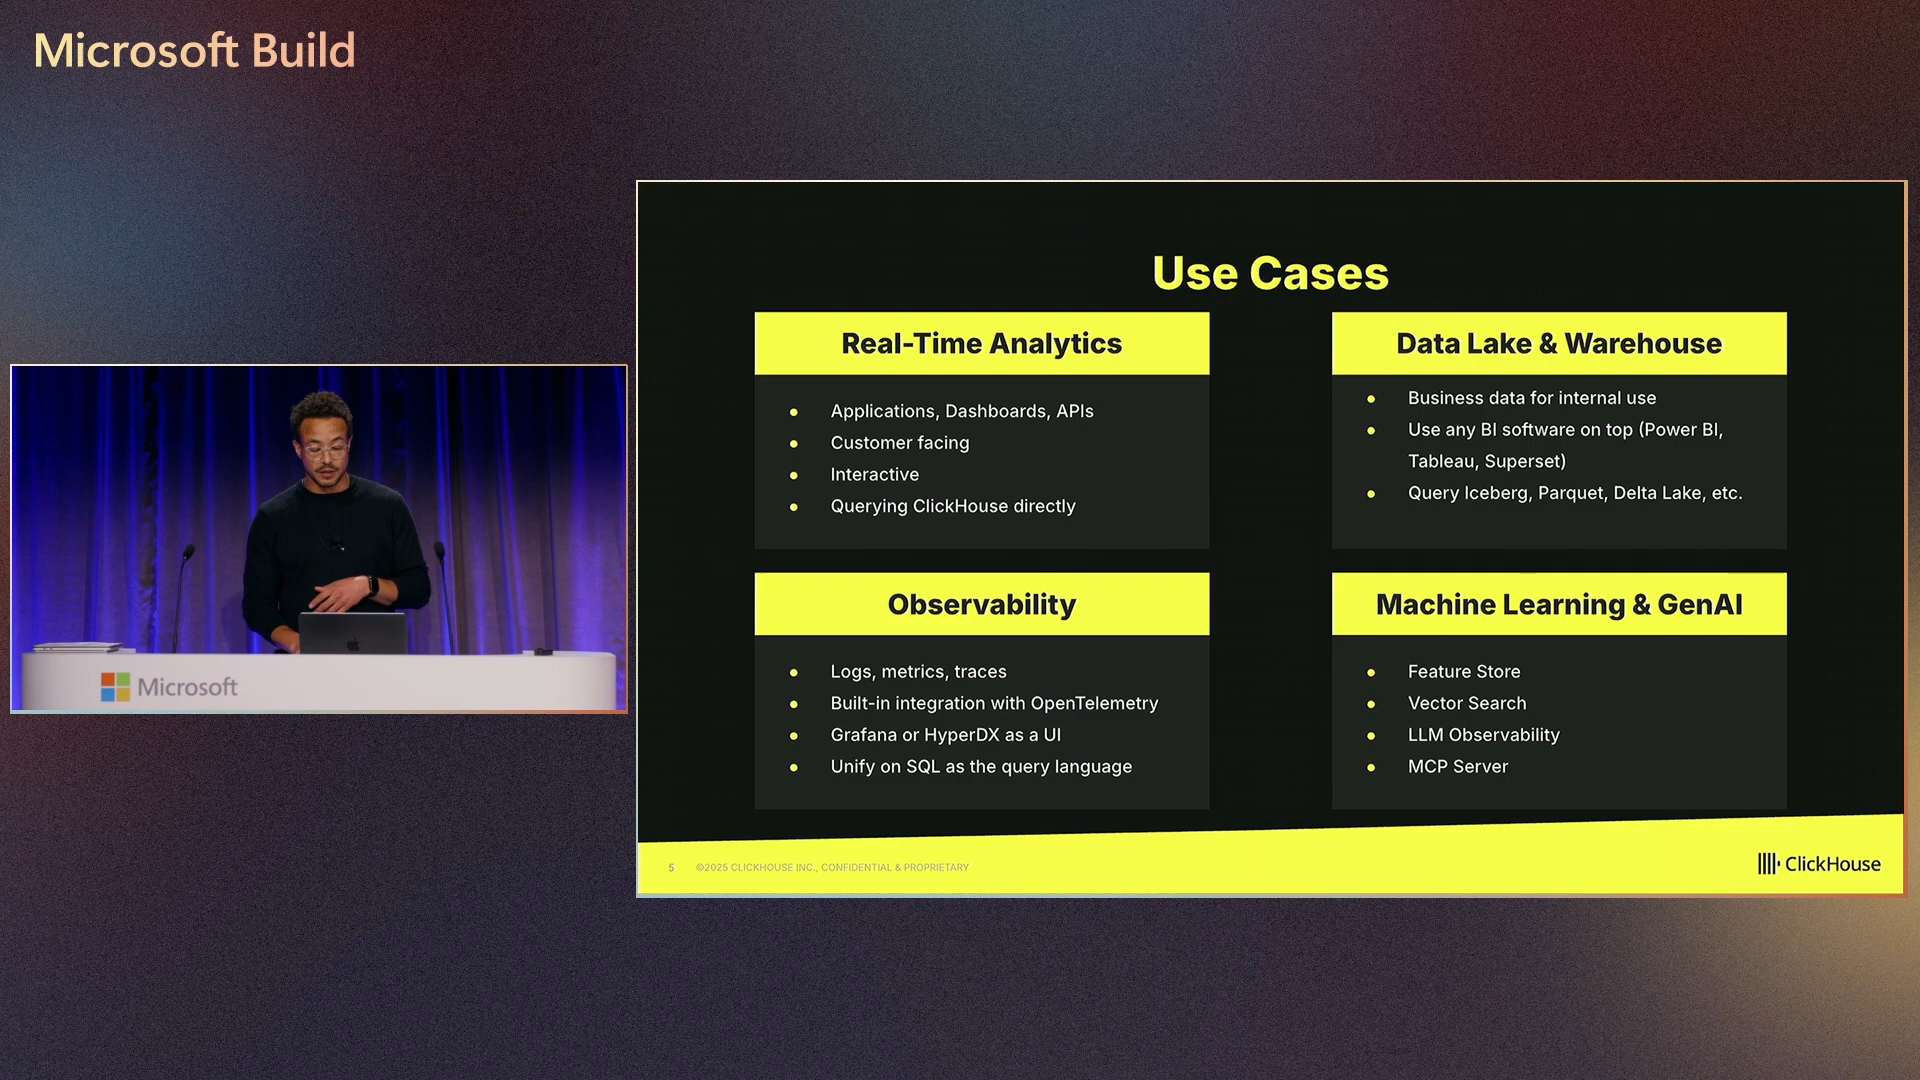 Microsoft Build
Microsoft
Use Cases
Real-Time Analytics
Applications, Dashboards, APIs
Customer facing
Interactive
Querying ClickHouse directly
Data Lake & Warehouse
Business data for internal use
Use any BI software on top (Power BI,
Tableau, Superset)
Query Iceberg, Parquet, Delta Lake, etc.
Observability
Logs, metrics, traces
Built-in integration with OpenTelemetry
Grafana or HyperDX as a UI
Unify on SQL as the query language
Machine Learning & GenAI
Feature Store
Vector Search
LLM Observability
MCP Server
5 ©2025 CLICKHOUSE INC., CONFIDENTIAL & PROPRIETARY
ClickHouse